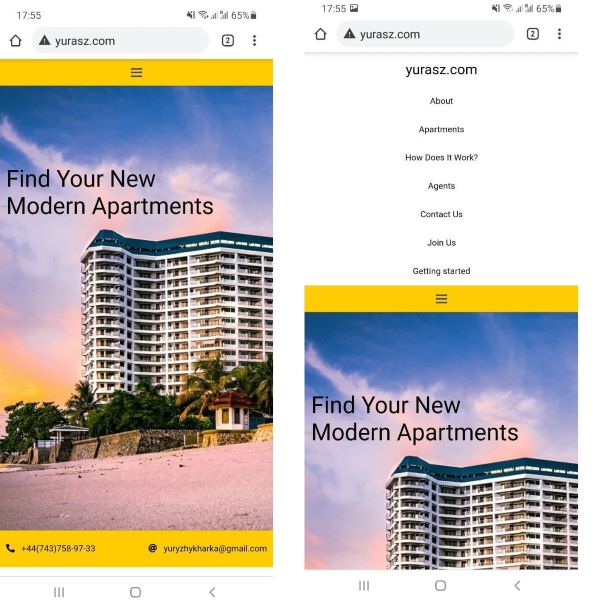 17:55 65%
yurasz.com 2
Find Your New
Modern Apartments
+44(743)758-97-33 yuryzhykharka@gmail.com
17:55 65%
yurasz.com 2
yurasz.com
About
Apartments
How Does It Work?
Agents
Contact Us
Join Us
Getting started
Find Your New
Modern Apartments